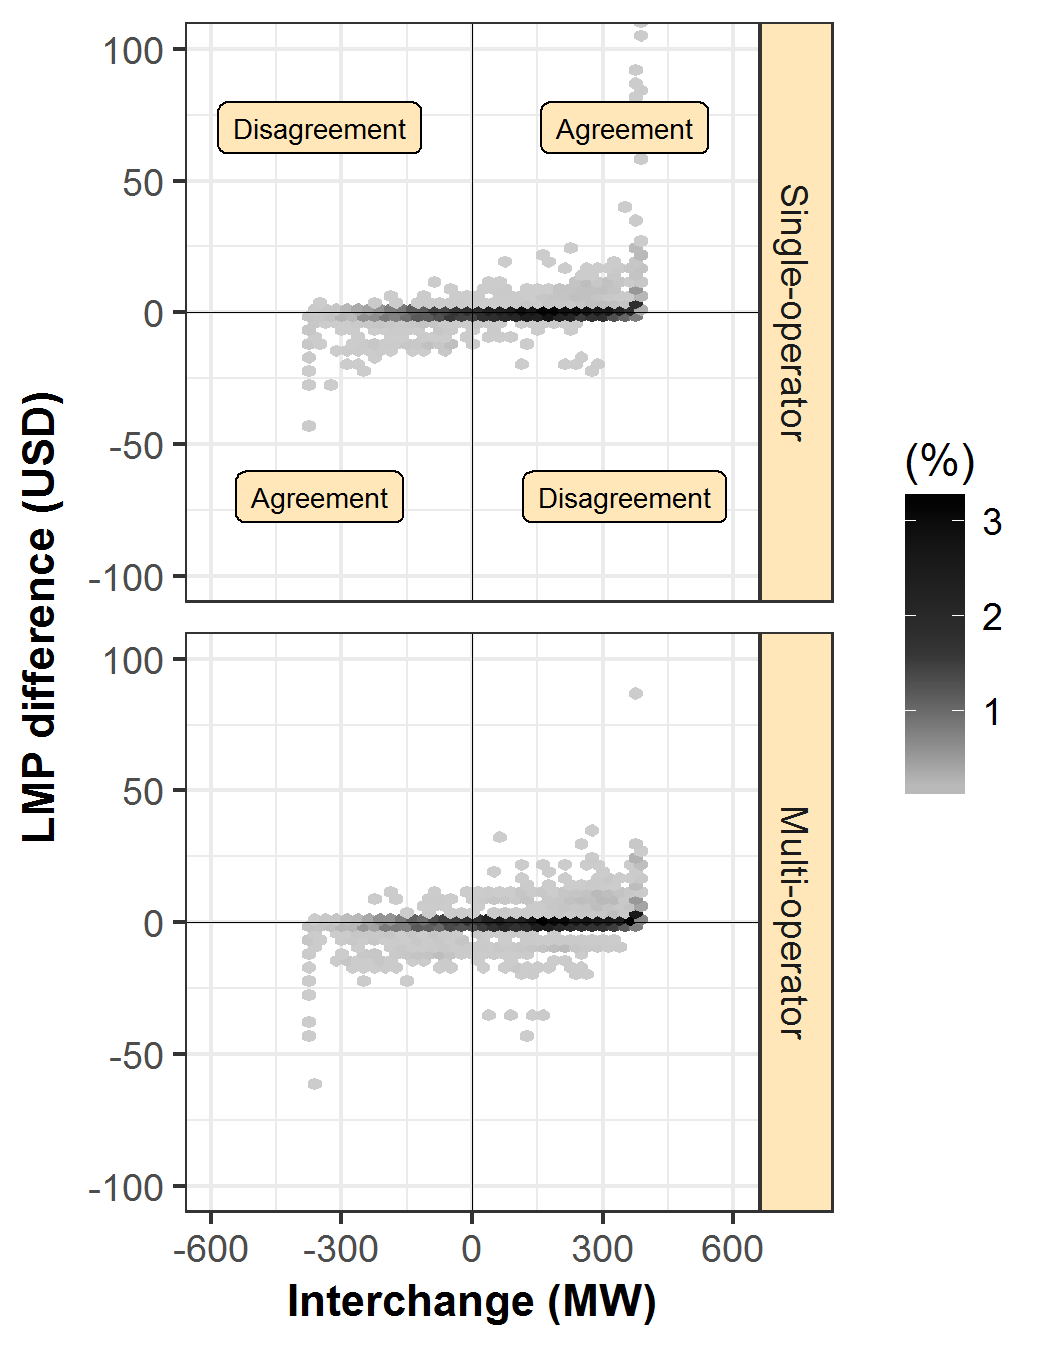 LMP difference (USD)
100
50
0
-50
-100
Disagreement
Agreement
Agreement
Disagreement
Single-operator
100
50
0
-50
-100
Multi-operator
-600
-300
0
300
600
Interchange (MW)
(%)
3
2
1